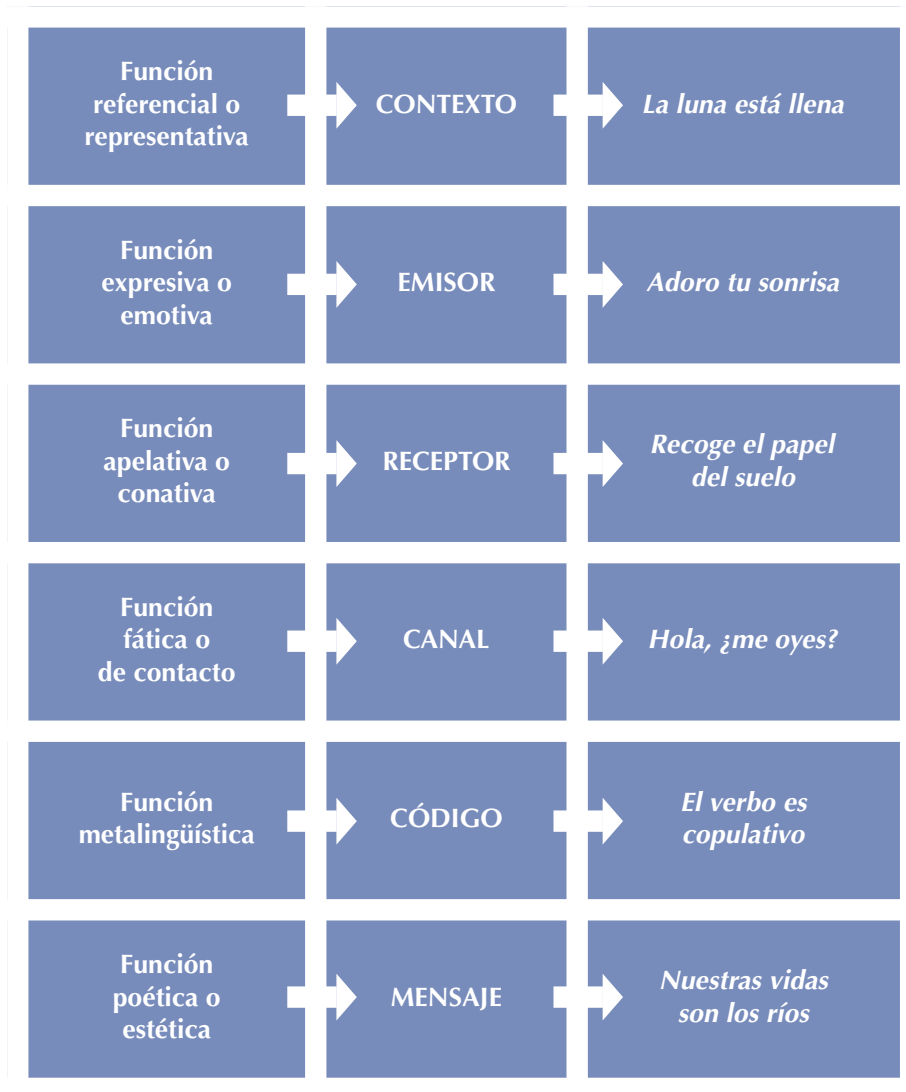 Función
referencial o
representativa
CONTEXTO
La luna está llena
Función
expresiva o
emotiva
EMISOR
Adoro tu sonrisa
Función
apelativa o
conativa
RECEPTOR
Recoge el papel
del suelo
Función
fática o
de contacto
CANAL
Hola, ¿me oyes?
Función
metalingüística
CÓDIGO
El verbo es
copulativo
Función
poética o
estética
MENSAJE
Nuestras vidas
son los ríos